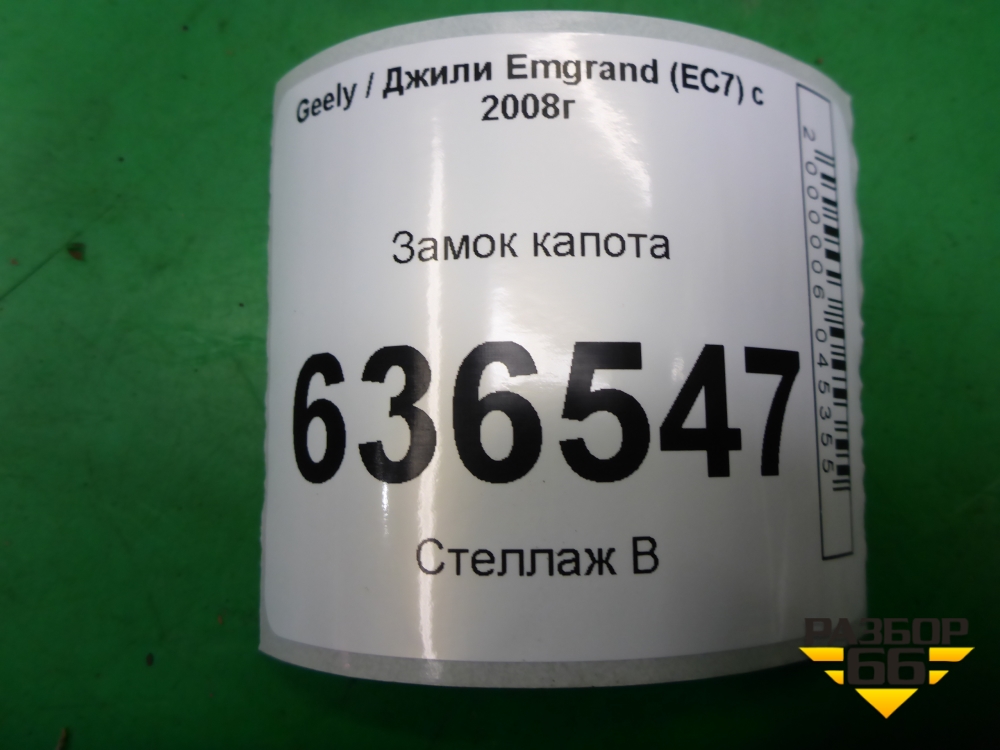 Geely / Джили Emgrand (EC7) с
2008г
Замок капота
636547
Стеллаж В
2000006045355
РАЗБОР
66